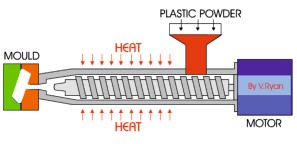 PLASTIC POWDER
MOULD
HEAT
By V.Ryan
HEAT
MOTOR